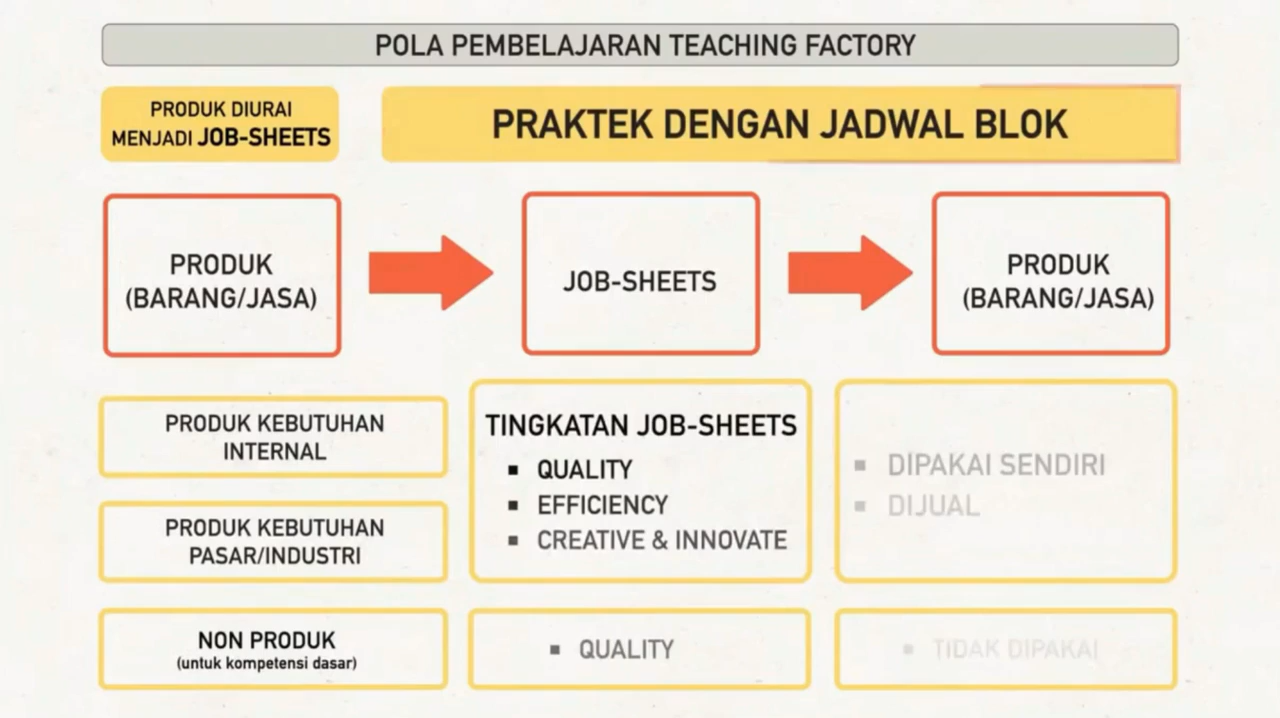 POLA PEMBELAJARAN TEACHING FACTORY
PRODUK DIURAI
MENJADI JOB-SHEETS
PRAKTEK DENGAN JADWAL BLOK
PRODUK
(BARANG/JASA)
JOB-SHEETS
PRODUK
(BARANG/JASA)
PRODUK KEBUTUHAN
INTERNAL
PRODUK KEBUTUHAN
PASAR/INDUSTRI
TINGKATAN JOB-SHEETS
▪ QUALITY
▪ EFFICIENCY
▪ CREATIVE & INNOVATE
▪ DIPAKAI SENDIRI
▪ DIJUAL
NON PRODUK
(untuk kompetensi dasar)
▪ QUALITY
▪ TIDAK DIPAKAI